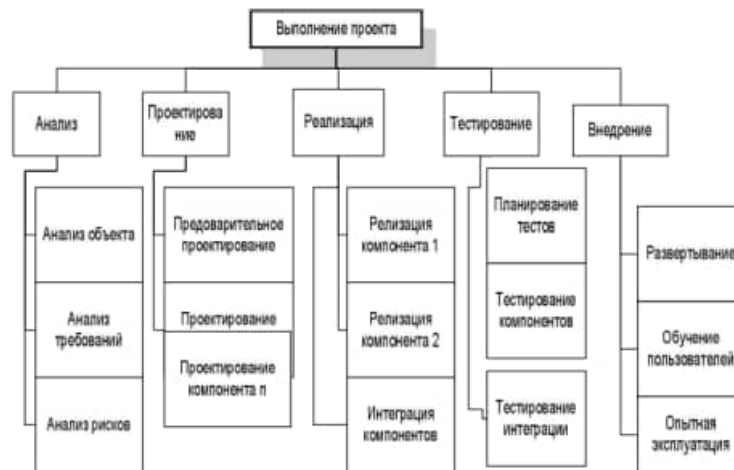 Выполнение проекта
Анализ
Проектирова
ние
Реализация
Тестирование
Внедрение
Анализ объекта
Анализ
требований
Анализ рисков
Предоварительное
проектирование
Проектирование
Проектирование
компонента n
Релизация
компонента 1
Релизация
компонента 2
Интеграция
компонентов
Планирование
тестов
Тестирование
компонентов
Тестирование
интеграции
Развертывание
Обучение
пользователей
Опытная
эксплуатация